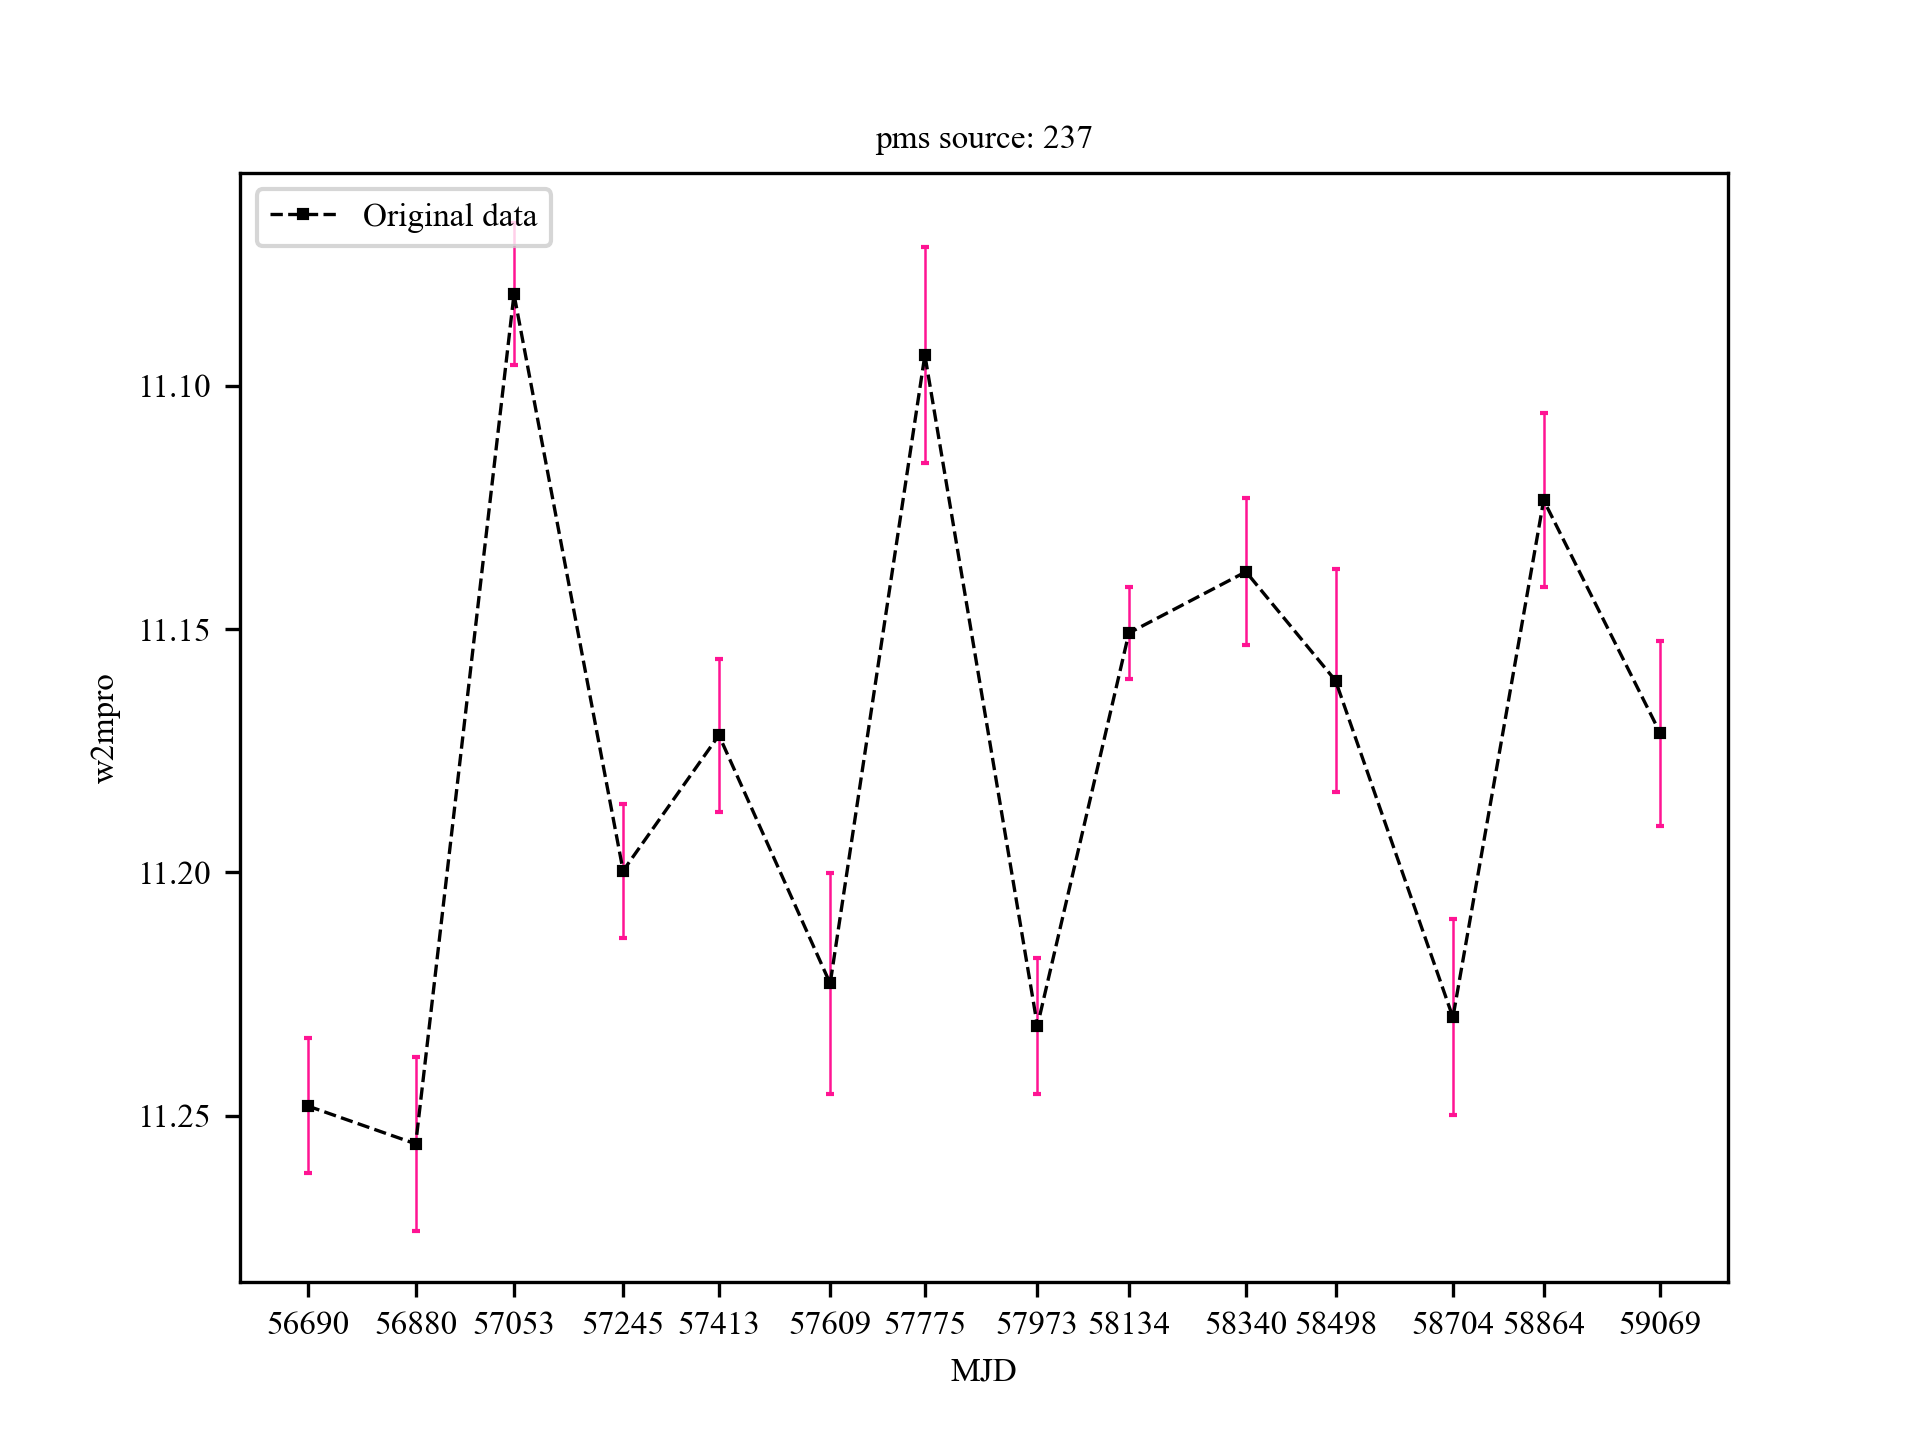 pms source: 237
Original data
11.10
11.15
11.20
11.25
w2mpro
56690 56880 57053 57245 57413 57609 57775 57973 58134 58340 58498 58704 58864 59069
MJD